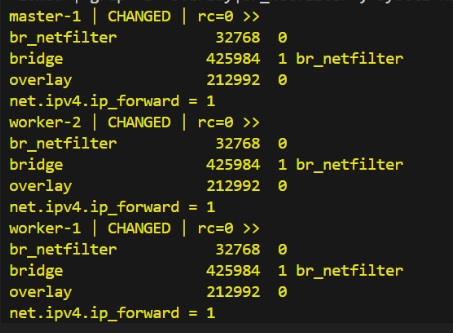 master-1 | CHANGED | rc=0 >>
br_netfilter           32768  0
bridge                425984  1 br_netfilter
overlay               212992  0
net.ipv4.ip_forward = 1
worker-2 | CHANGED | rc=0 >>
br_netfilter           32768  0
bridge                425984  1 br_netfilter
overlay               212992  0
net.ipv4.ip_forward = 1
worker-1 | CHANGED | rc=0 >>
br_netfilter           32768  0
bridge                425984  1 br_netfilter
overlay               212992  0
net.ipv4.ip_forward = 1